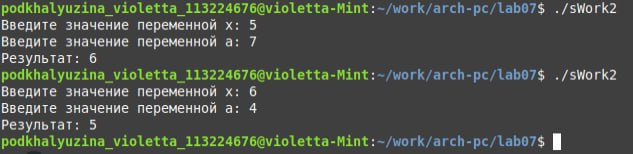 podkhalyuzina_violetta_113224676@violetta-Mint:~/work/arch-pc/lab07$ ./sWork2
Введите значение переменной x: 5
Введите значение переменной a: 7
Результат: 6
podkhalyuzina_violetta_113224676@violetta-Mint:~/work/arch-pc/lab07$ ./sWork2
Введите значение переменной x: 6
Введите значение переменной a: 4
Результат: 5
podkhalyuzina_violetta_113224676@violetta-Mint:~/work/arch-pc/lab07$